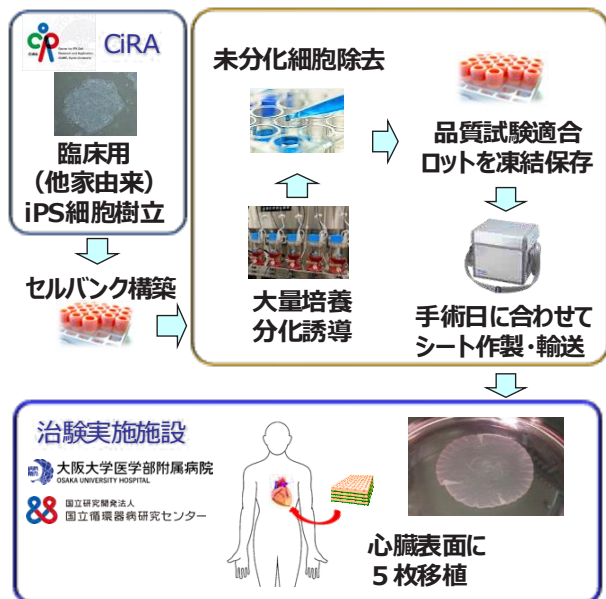 CiRA
臨床用
（他家由来）
iPS細胞樹立
セルバンク構築
大量培養
分化誘導
未分化細胞除去
品質試験適合
ロットを凍結保存
手術日に合わせて
シート作製・輸送
治験実施施設
大阪大学医学部附属病院
OSAKA UNIVERSITY HOSPITAL
国立研究開発法人
国立循環器病研究センター
心臓表面に
５枚移植